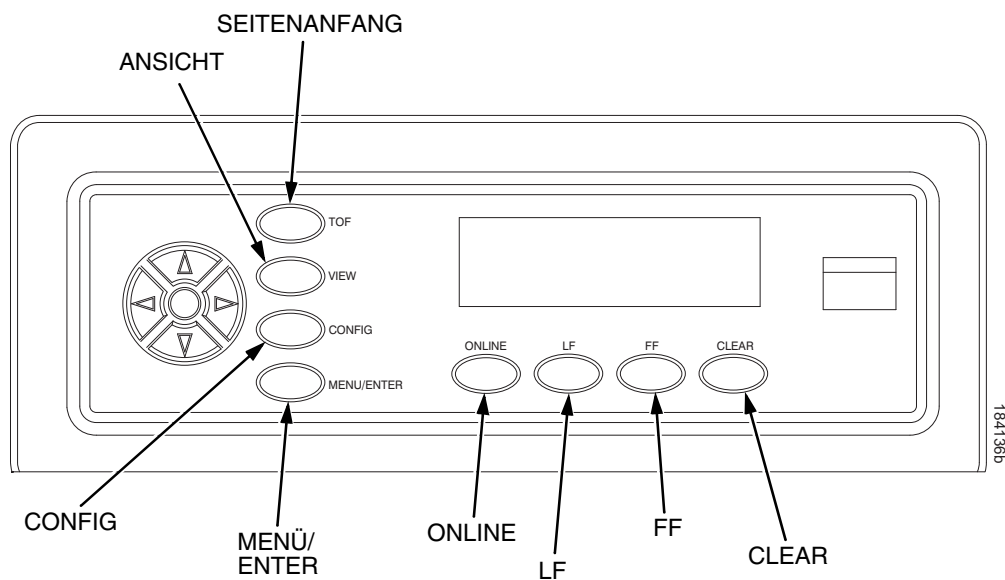 SEITENANFANG
ANSICHT
TOF
VIEW
CONFIG
MENU/ENTER
ONLINE
LF
FF
CLEAR
184136b
CONFIG
MENÜ/
ENTER
ONLINE
LF
FF
CLEAR